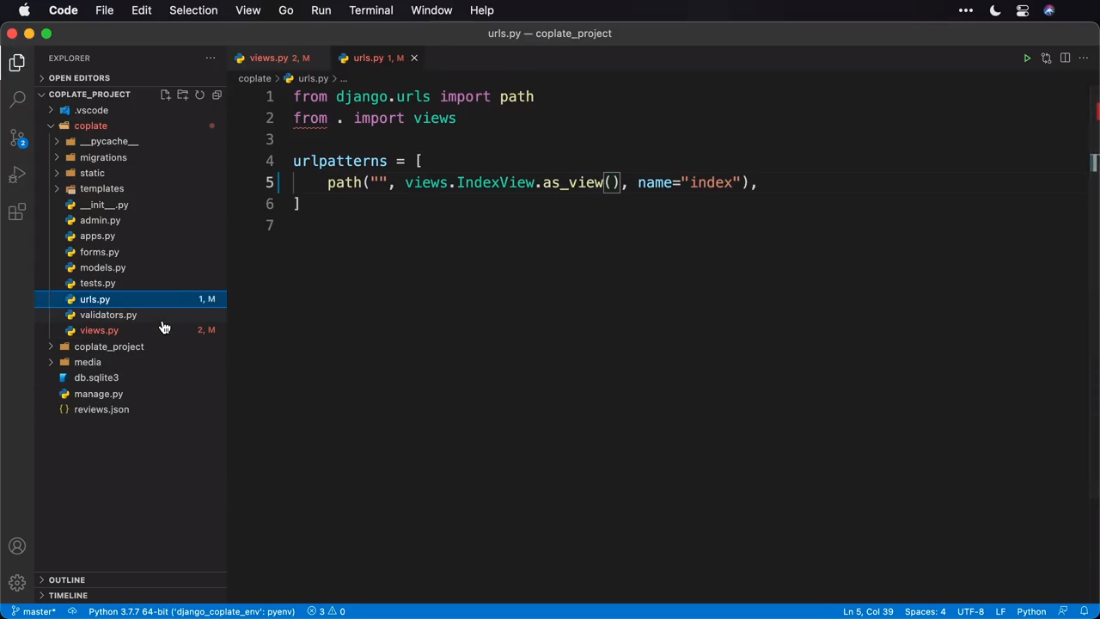 Code File Edit Selection View Go Run Terminal Window Help
urls.py — coplate_project
EXPLORER
views.py 2, M
urls.py 1, M
OPEN EDITORS
coplate > urls.py > ...
COPLATE_PROJECT
.vscode
coplate
__pycache__
migrations
static
templates
__init__.py
admin.py
apps.py
forms.py
models.py
tests.py
urls.py 1, M
validators.py
views.py 2, M
coplate_project
media
db.sqlite3
manage.py
reviews.json
1 from django.urls import path
2 from . import views
3
4 urlpatterns = [
5 path("", views.IndexView.as_view(), name="index"),
6 ]
7
2
OUTLINE
TIMELINE
master* Python 3.7.7 64-bit ('django_coplate_env': pyenv) 3 0 Ln 5, Col 39 Spaces: 4 UTF-8 LF Python